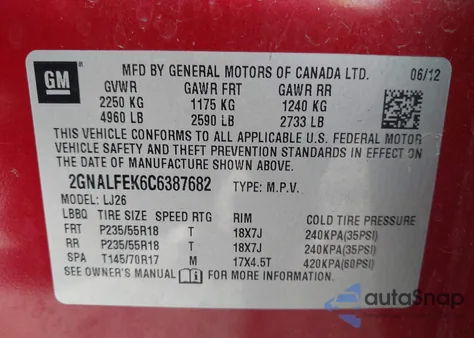 GM
MFD BY GENERAL MOTORS OF CANADA LTD. 06/12
GVWR GAWR FRT GAWR RR
2250 KG 1175 KG 1240 KG
4960 LB 2590 LB 2733 LB
THIS VEHICLE CONFORMS TO ALL APPLICABLE U.S. FEDERAL MOTOR
VEHICLE SAFETY AND THEFT PREVENTION STANDARDS IN EFFECT ON
THE DATE OF MANUFACTURE SHOWN ABOVE.
2GNALFEK6C6387682 TYPE: M.P.V.
MODEL: LJ26
LBBQ TIRE SIZE SPEED RTG RIM COLD TIRE PRESSURE
FRT P235/55R18 T 18X7J 240KPA(35PSI)
RR P235/55R18 T 18X7J 240KPA(35PSI)
SPA T145/70R17 M 17X4.5T 420KPA(60PSI)
SEE OWNER'S MANUAL FOR MORE INFORMATION
autosnap